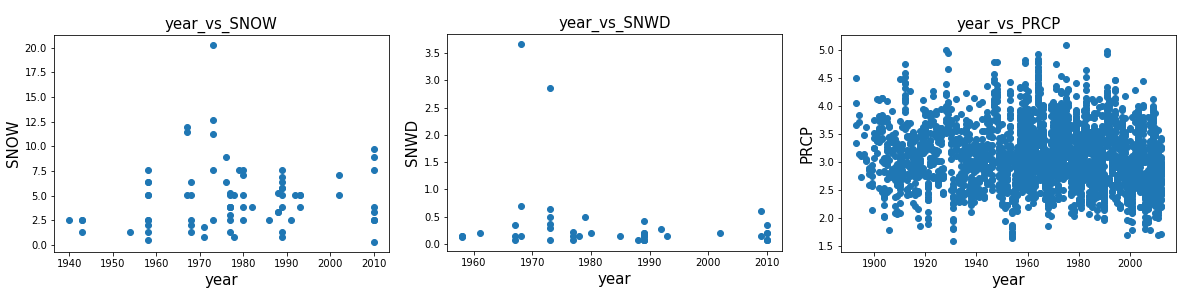 year_vs_SNOW
20.0
17.5
15.0
12.5
10.0
7.5
5.0
2.5
0.0
SNOW
1940 1950 1960 1970 1980 1990 2000 2010
year
year_vs_SNWD
3.5
3.0
2.5
2.0
1.5
1.0
0.5
0.0
SNWD
1960 1970 1980 1990 2000 2010
year
year_vs_PRCP
5.0
4.5
4.0
3.5
3.0
2.5
2.0
1.5
PRCP
1900 1920 1940 1960 1980 2000
year